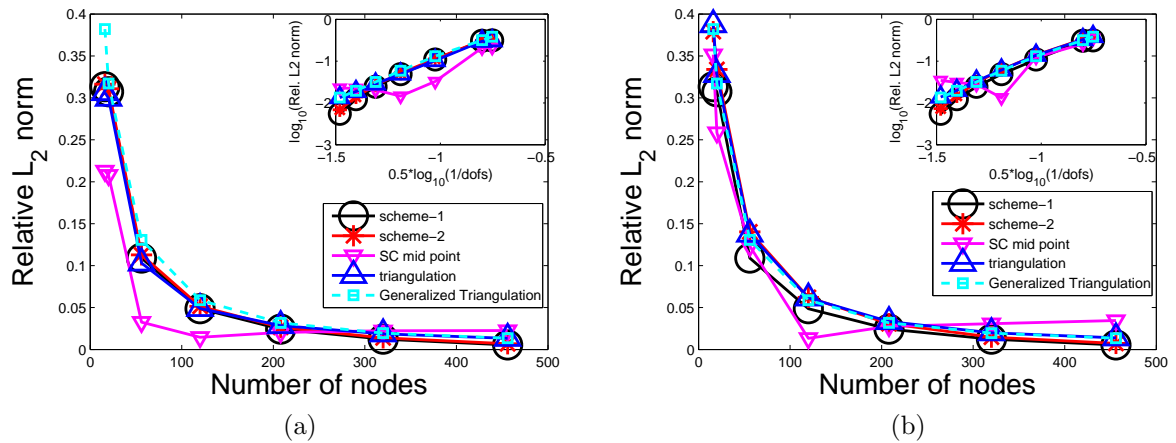 0.4
0.35
0.3
0.25
0.2
0.15
0.1
0.05
0
0 100 200 300 400 500
Relative L2 norm
Number of nodes
0
−1
−2
−3
−1.5 −1 −0.5
log10(Rel. L2 norm)
0.5*log10(1/dofs)
scheme−1
scheme−2
SC mid point
triangulation
Generalized Triangulation
(a)
0.4
0.35
0.3
0.25
0.2
0.15
0.1
0.05
0
0 100 200 300 400 500
Relative L2 norm
Number of nodes
0
−1
−2
−3
−1.5 −1 −0.5
log10(Rel. L2 norm)
0.5*log10(1/dofs)
scheme−1
scheme−2
SC mid point
triangulation
Generalized Triangulation
(b)